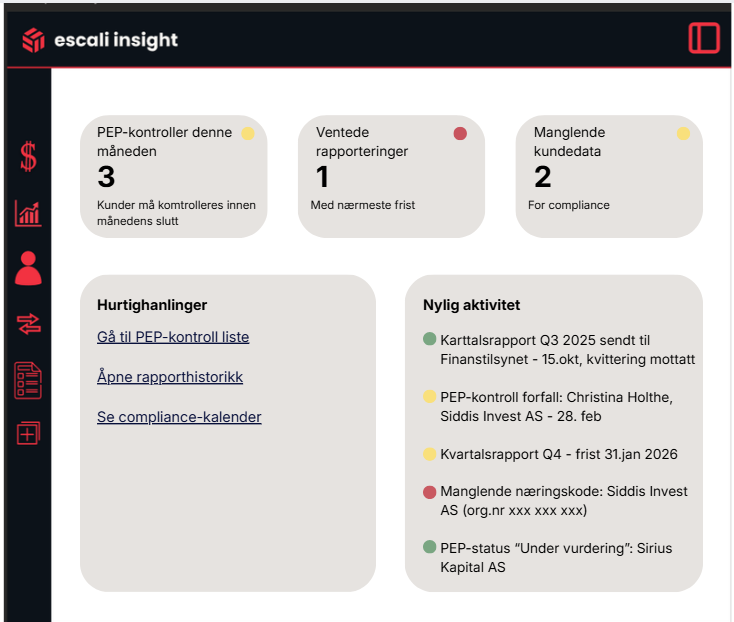 escali insight
PEP-kontroller denne
måneden
3
Kunder må komtrolleres innen
månedens slutt
Ventede
rapporteringer
1
Med nærmeste frist
Manglende
kundedata
2
For compliance
Hurtighanlinger
Gå til PEP-kontroll liste
Åpne rapporthistorikk
Se compliance-kalender
Nylig aktivitet
Karttalsrapport Q3 2025 sendt til
Finanstilsynet - 15.okt, kvittering mottatt
PEP-kontroll forfall: Christina Holthe,
Siddis Invest AS - 28. feb
Kvartalsrapport Q4 - frist 31.jan 2026
Manglende næringskode: Siddis Invest
AS (org.nr xxx xxx xxx)
PEP-status “Under vurdering”: Sirius
Kapital AS